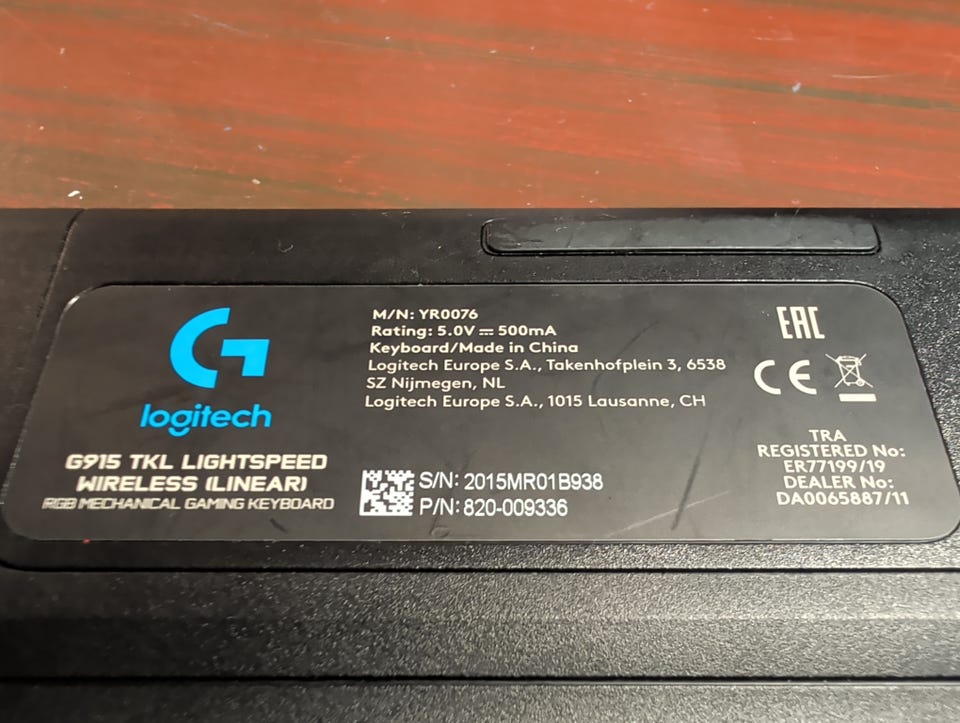 logitech
G915 TKL LIGHTSPEED
WIRELESS (LINEAR)
RGB MECHANICAL GAMING KEYBOARD
M/N: YR0076
Rating: 5.0V ⎓ 500mA
Keyboard/Made in China
Logitech Europe S.A., Takenhofplein 3, 6538
SZ Nijmegen, NL
Logitech Europe S.A., 1015 Lausanne, CH
S/N: 2015MR01B938
P/N: 820-009336
EAC
CE
TRA
REGISTERED No:
ER77199/19
DEALER No:
DA0065887/11